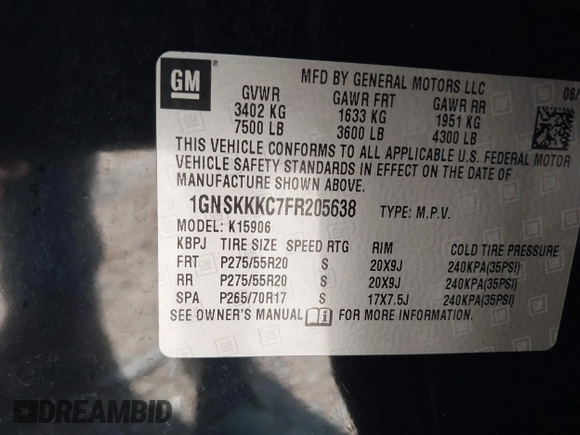 MFD BY GENERAL MOTORS LLC
GM
GVWR GAWR FRT GAWR RR 06/
3402 KG 1633 KG 1951 KG
7500 LB 3600 LB 4300 LB
THIS VEHICLE CONFORMS TO ALL APPLICABLE U.S. FEDERAL MOTOR
VEHICLE SAFETY STANDARDS IN EFFECT ON THE DATE OF
MANUFACTURE SHOWN ABOVE.
1GNSKKKC7FR205638 TYPE: M.P.V.
MODEL: K15906
KBPJ TIRE SIZE SPEED RTG RIM COLD TIRE PRESSURE
FRT P275/55R20 S 20X9J 240KPA(35PSI)
RR P275/55R20 S 20X9J 240KPA(35PSI)
SPA P265/70R17 S 17X7.5J 240KPA(35PSI)
SEE OWNER'S MANUAL FOR MORE INFORMATION.
DREAMBID